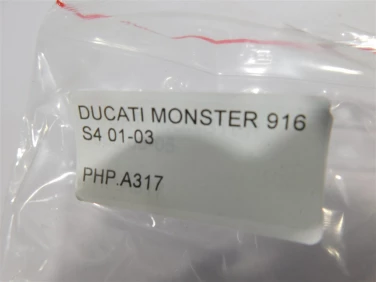 DUCATI MONSTER 916
S4 01-03
PHP.A317